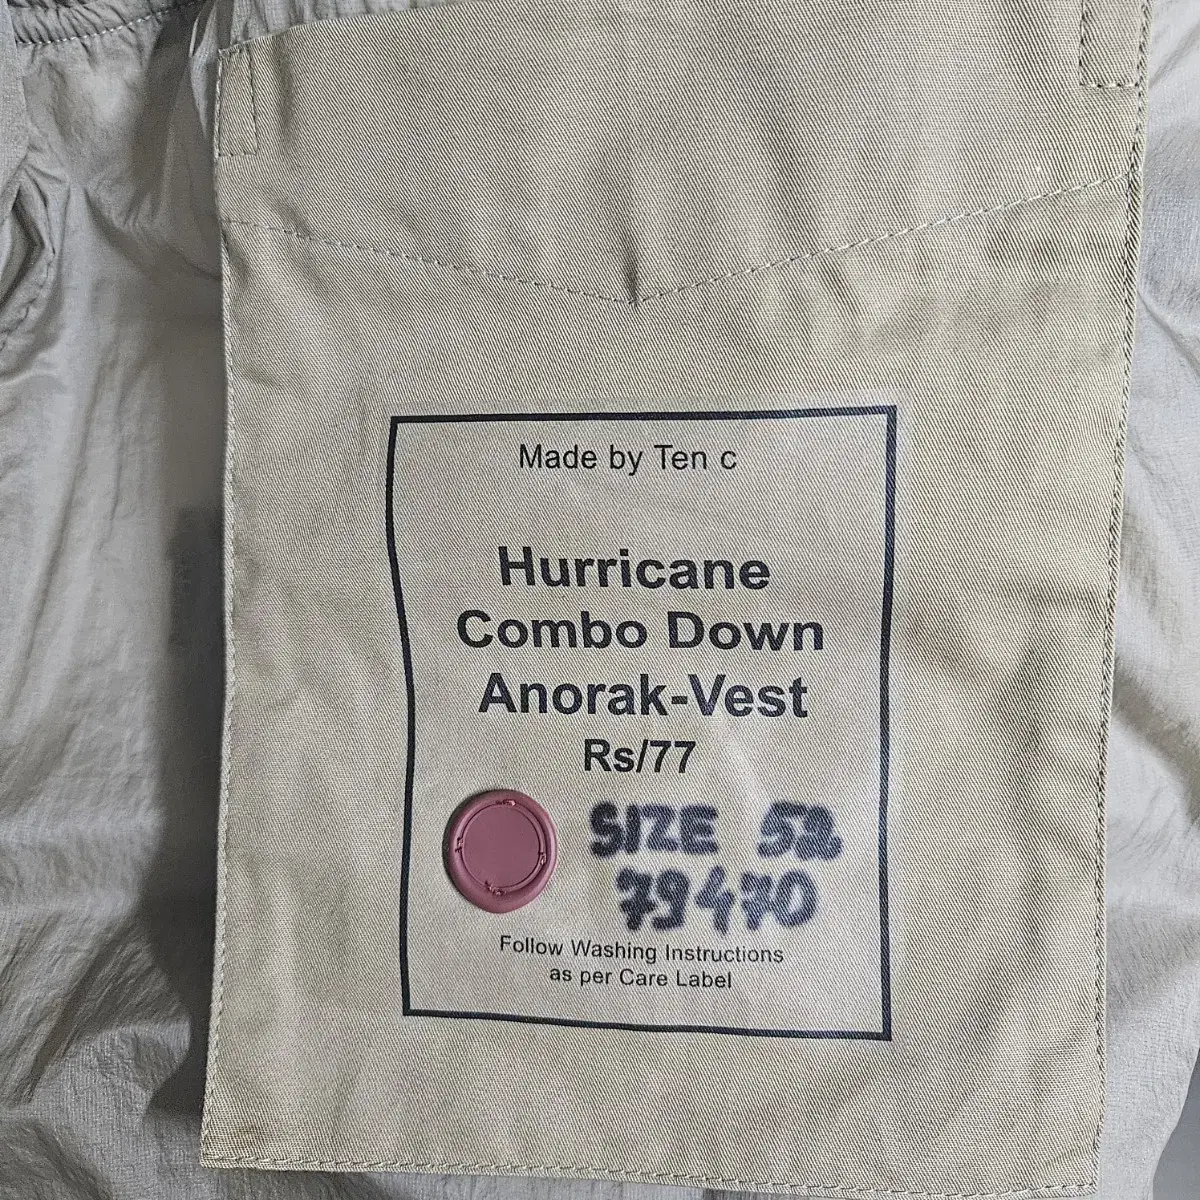 Made by Ten c
Hurricane
Combo Down
Anorak-Vest
Rs/77
SIZE 52
79470
Follow Washing Instructions
as per Care Label